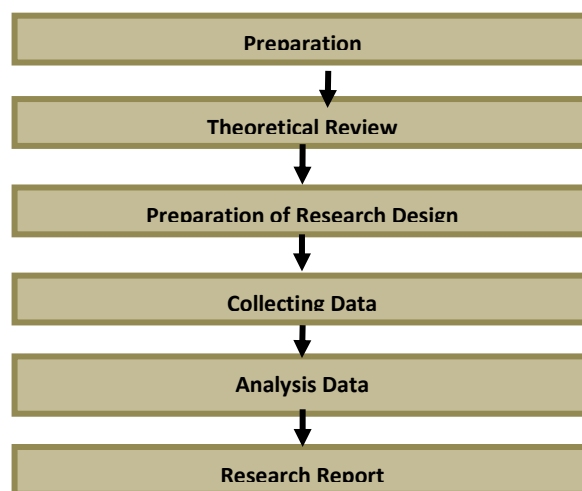 Preparation
Theoretical Review
Preparation of Research Design
Collecting Data
Analysis Data
Research Report